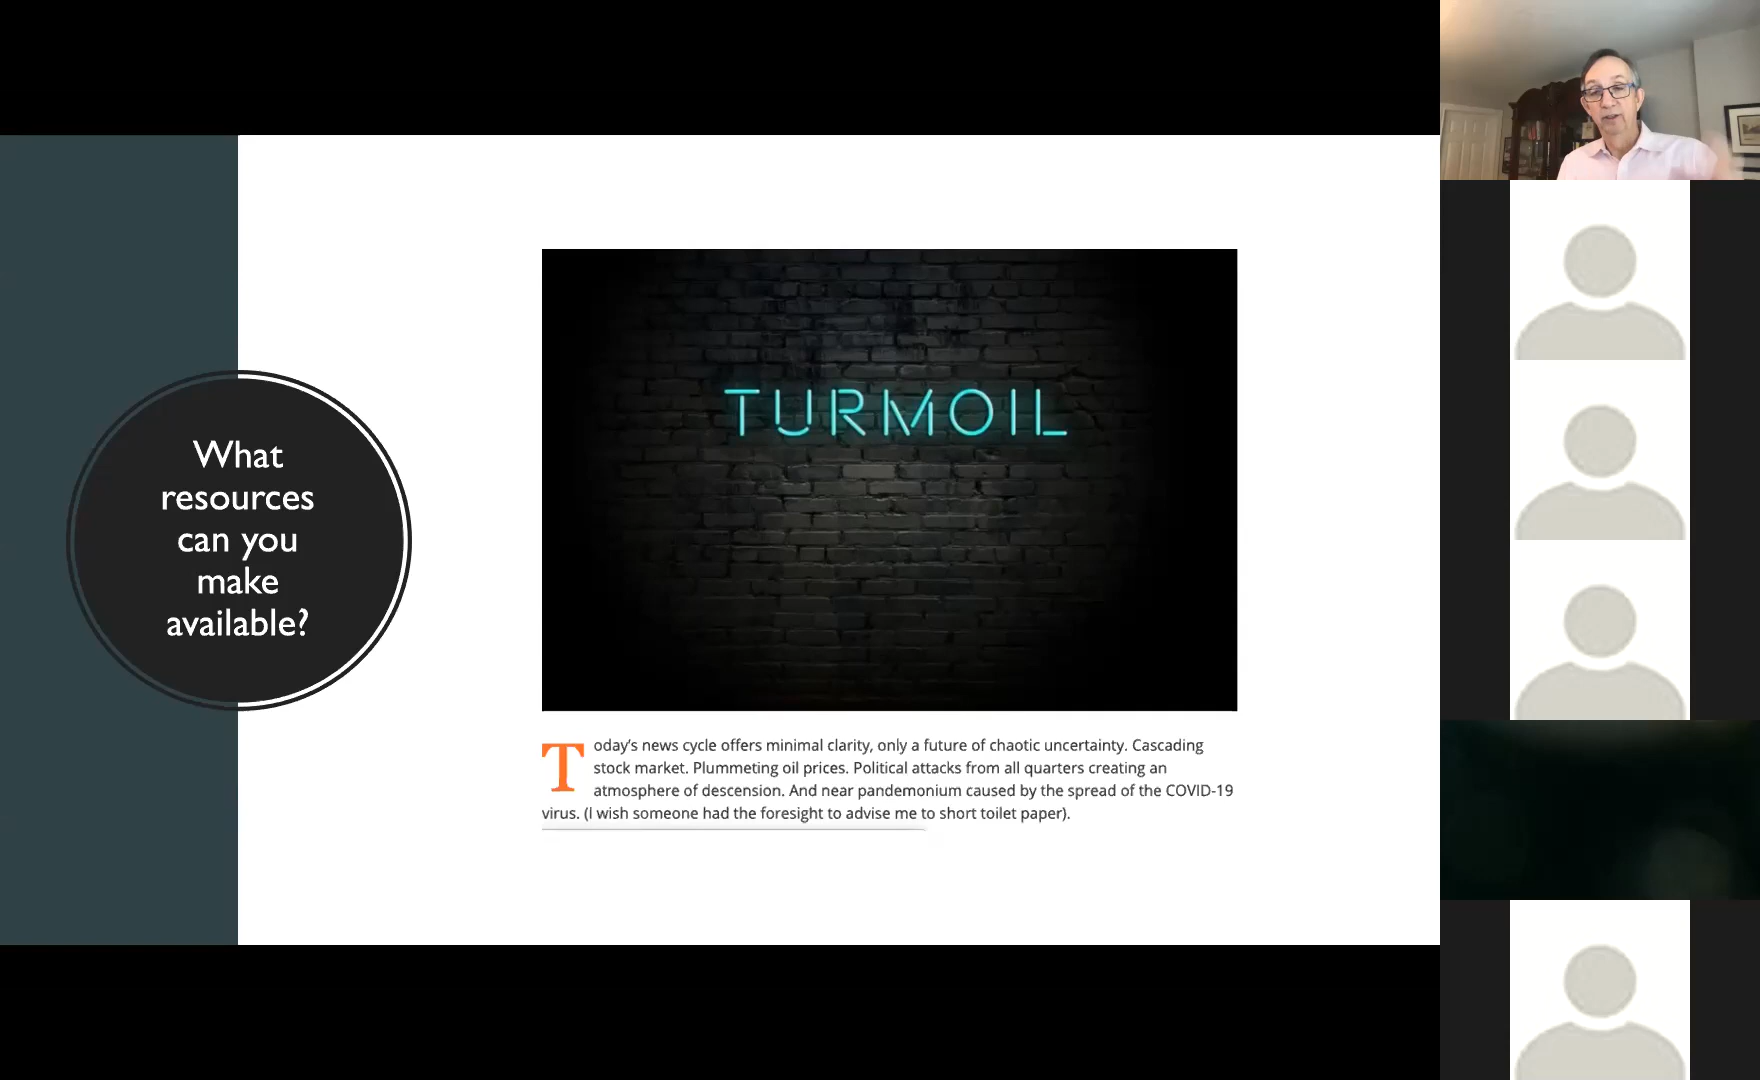 What
resources
can you
make
available?
TURMOIL
Today's news cycle offers minimal clarity, only a future of chaotic uncertainty. Cascading
stock market. Plummeting oil prices. Political attacks from all quarters creating an
atmosphere of descension. And near pandemonium caused by the spread of the COVID-19
virus. (I wish someone had the foresight to advise me to short toilet paper).